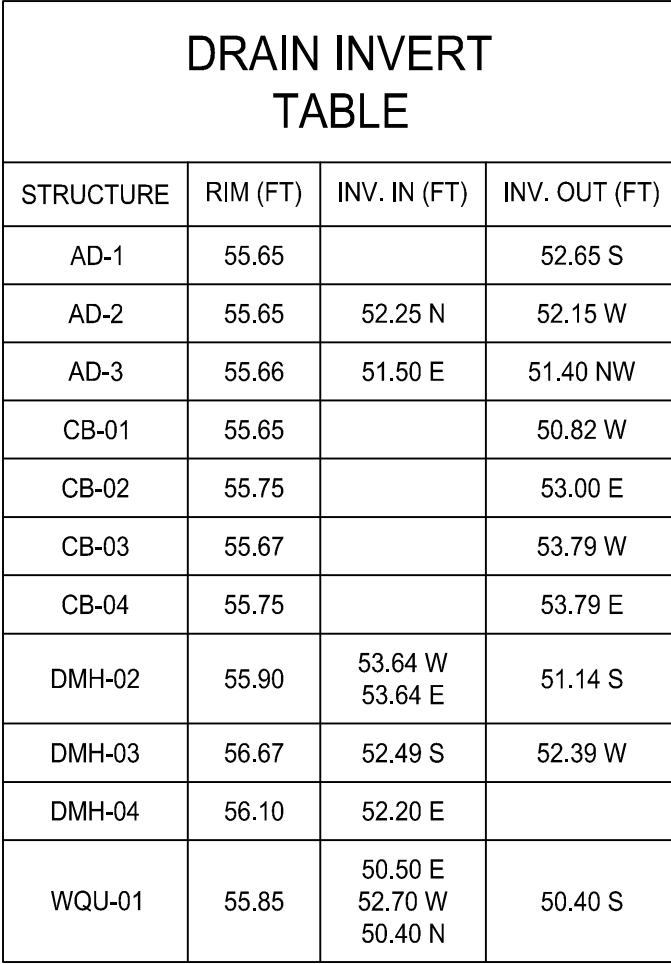 DRAIN INVERT
TABLE
STRUCTURE RIM (FT) INV. IN (FT) INV. OUT (FT)
AD-1 55.65 52.65 S
AD-2 55.65 52.25 N 52.15 W
AD-3 55.66 51.50 E 51.40 NW
CB-01 55.65 50.82 W
CB-02 55.75 53.00 E
CB-03 55.67 53.79 W
CB-04 55.75 53.79 E
DMH-02 55.90 53.64 W 51.14 S
53.64 E
DMH-03 56.67 52.49 S 52.39 W
DMH-04 56.10 52.20 E
50.50 E
WQU-01 55.85 52.70 W 50.40 S
50.40 N